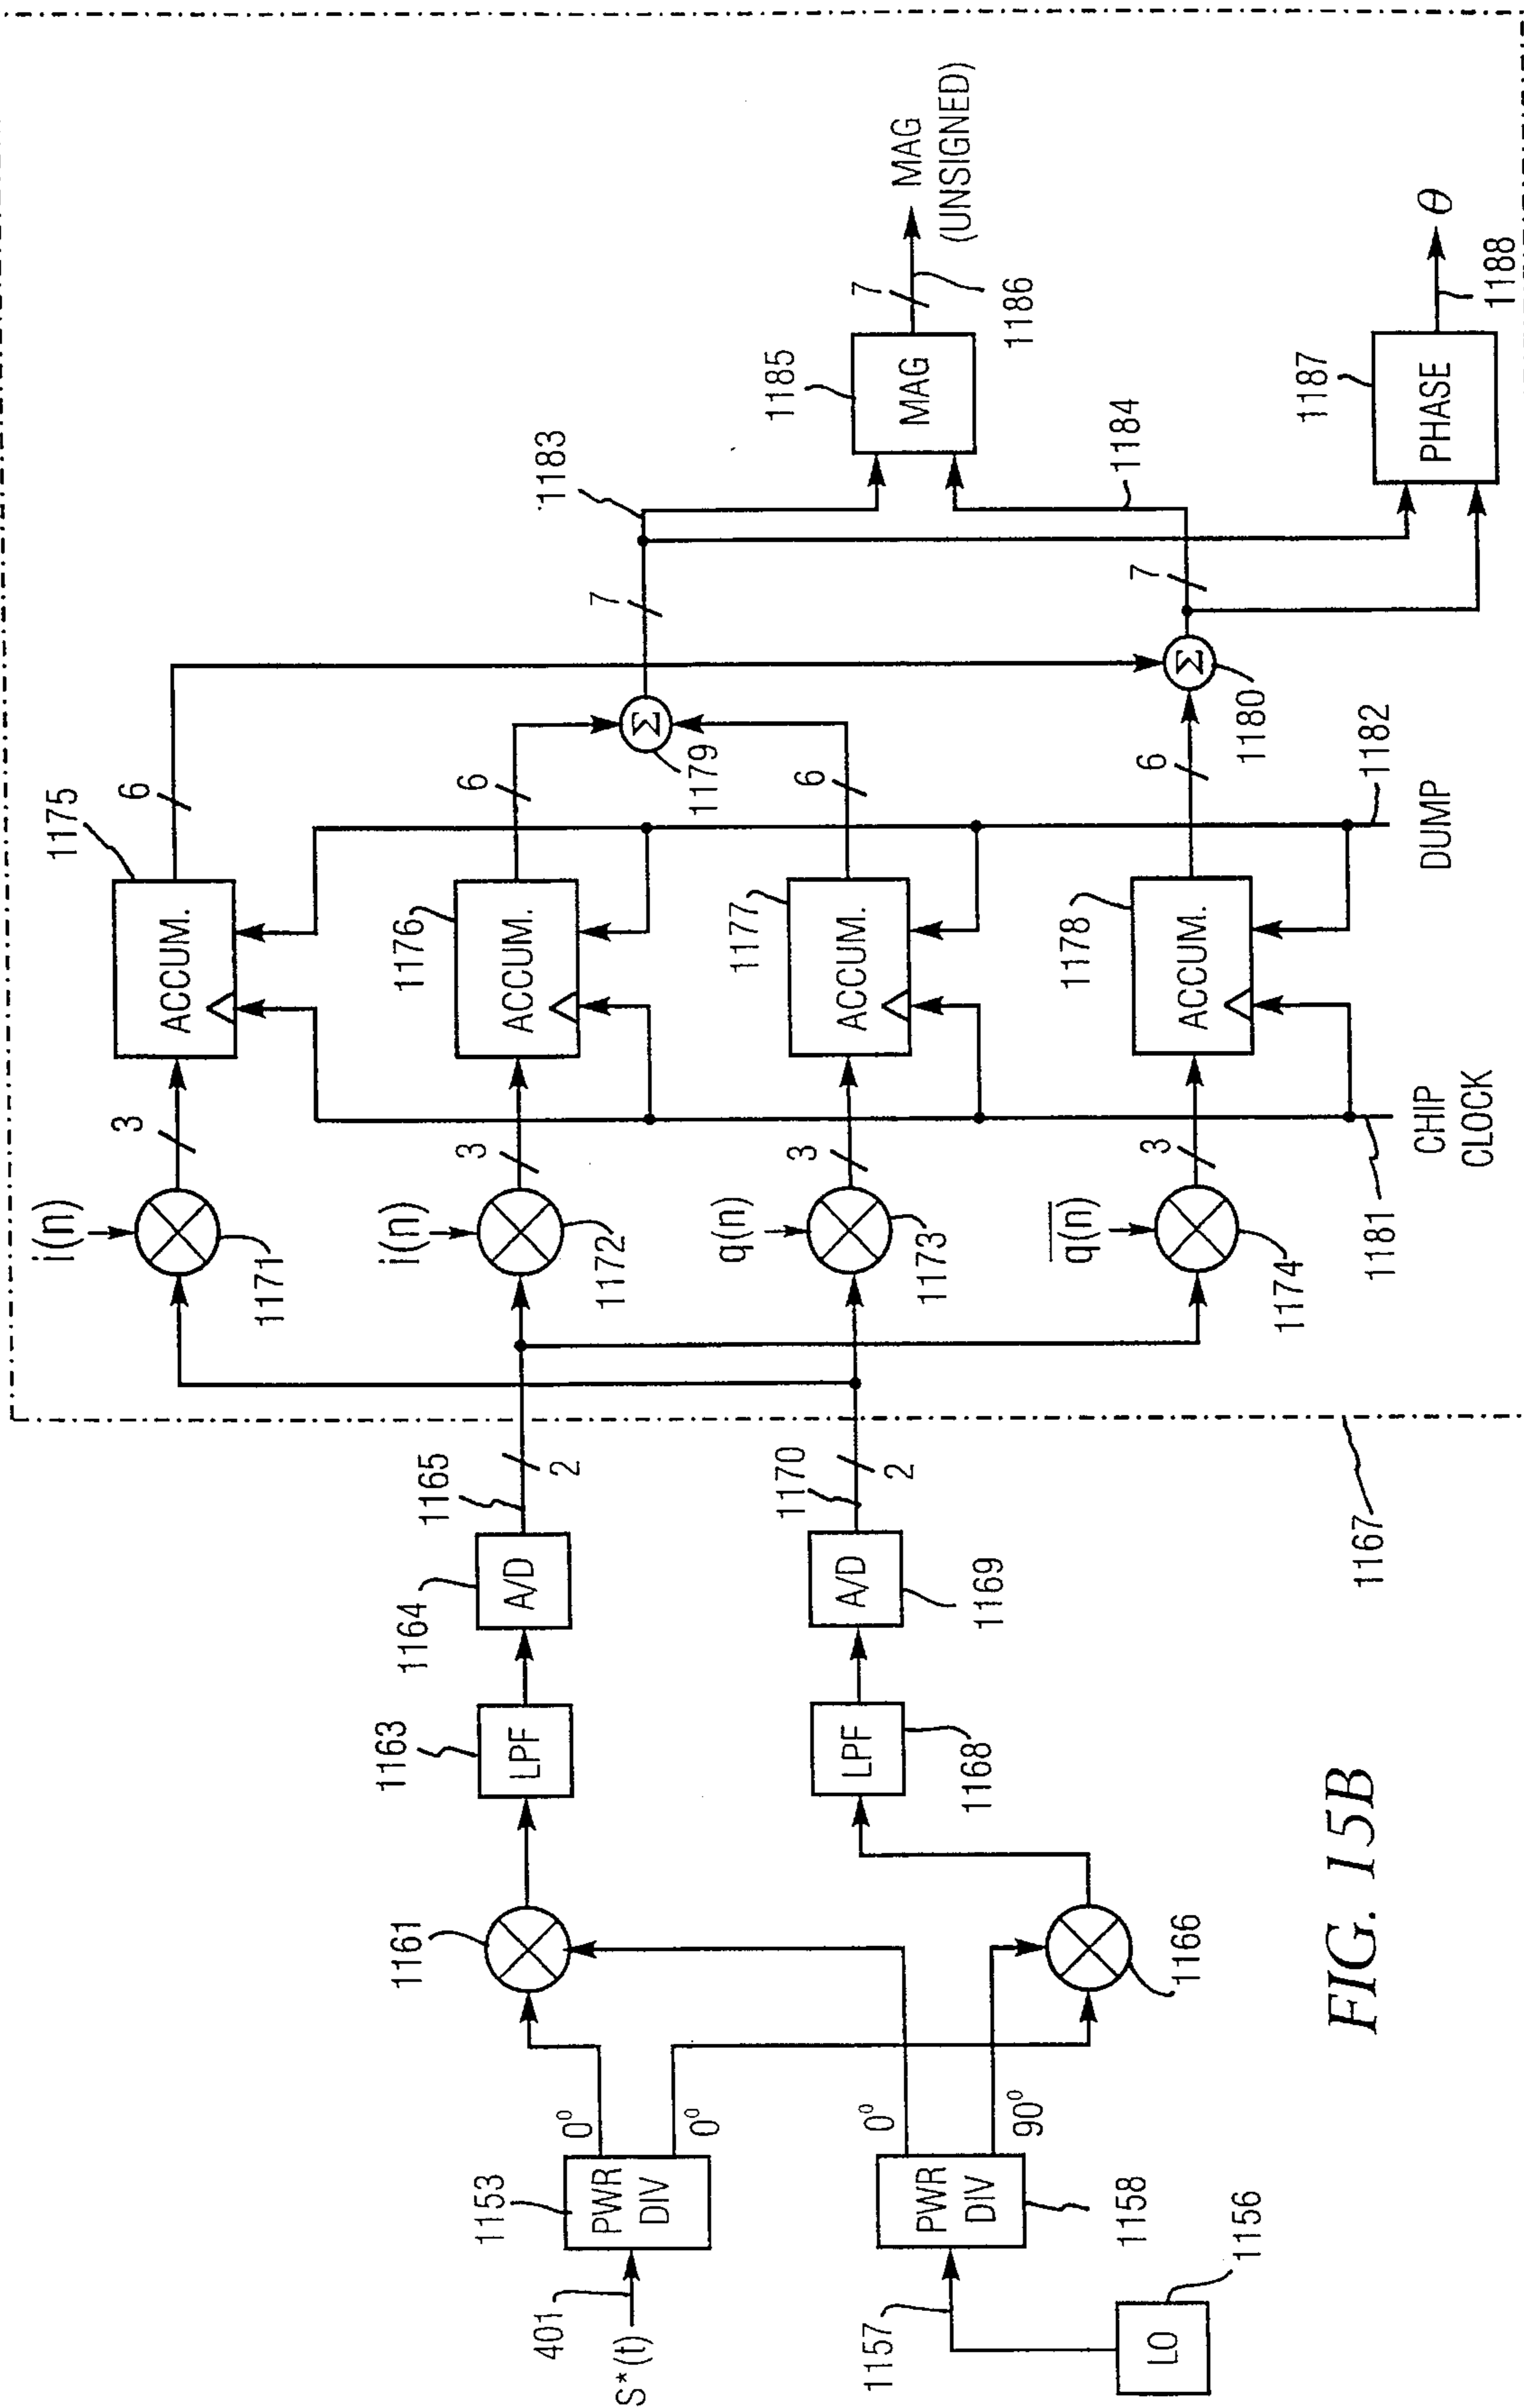 S*(t)
401
1153
PWR
DIV
0°
0°
LO
1156
1157
PWR
DIV
1158
0°
90°
1161
1166
1163
LPF
LPF
1168
1164
A/D
A/D
1169
1165
2
1170
2
1167
i(n)
1171
3
i(n)
1172
3
q(n)
1173
3
q(n)
1174
3
1181
CHIP
CLOCK
1175
ACCUM.
6
1176
ACCUM.
6
1177
ACCUM.
6
1178
ACCUM.
6
1182
DUMP
Σ
1179
Σ
1180
7
7
1183
1184
1185
MAG
7
1186
MAG
(UNSIGNED)
1187
PHASE
1188
θ
FIG. 15B